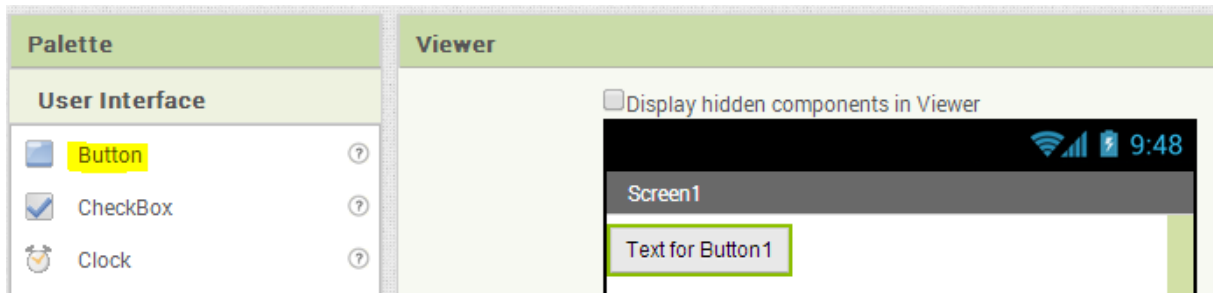 Palette
User Interface
Button ?
CheckBox ?
Clock ?
Viewer
Display hidden components in Viewer
9:48
Screen1
Text for Button1